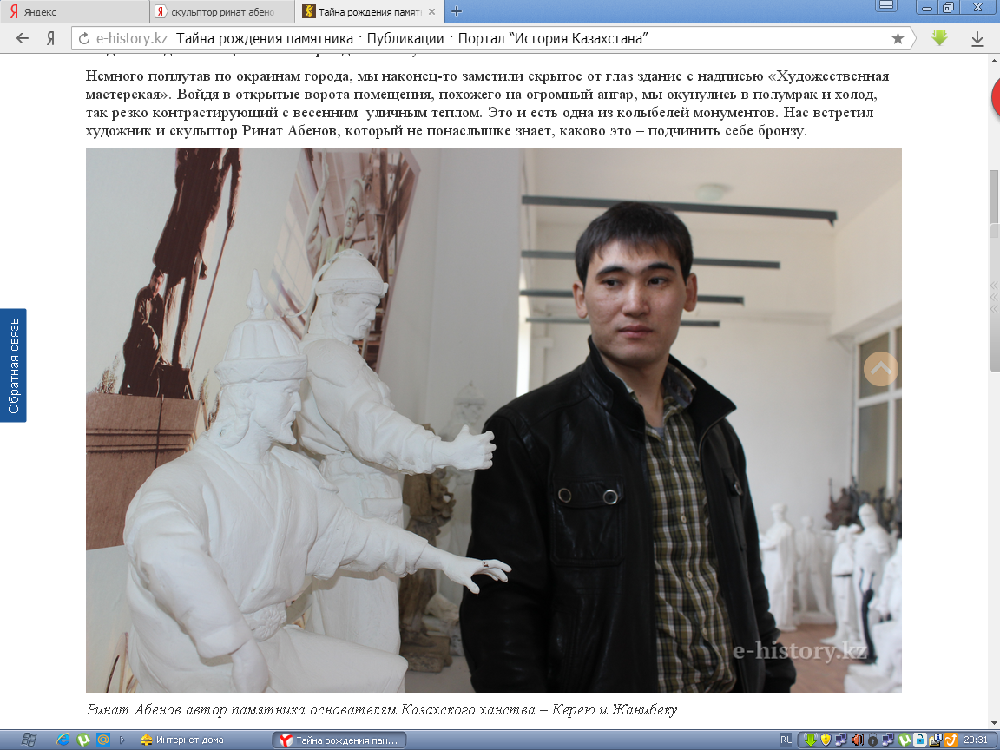 Яндекс
скульптор ринат абено
Тайна рождения памят
e-history.kz Тайна рождения памятника · Публикации · Портал “История Казахстана”
Немного поплутав по окраинам города, мы наконец-то заметили скрытое от глаз здание с надписью «Художественная
мастерская». Войдя в открытые ворота помещения, похожего на огромный ангар, мы окунулись в полумрак и холод,
так резко контрастирующий с весенним уличным теплом. Это и есть одна из колыбелей монументов. Нас встретил
художник и скульптор Ринат Абенов, который не понаслышке знает, каково это – подчинить себе бронзу.
Обратная связь
e-history.kz
Ринат Абенов автор памятника основателям Казахского ханства – Керею и Жанибеку
Интернет дома
Тайна рождения пам...
RL
20:31